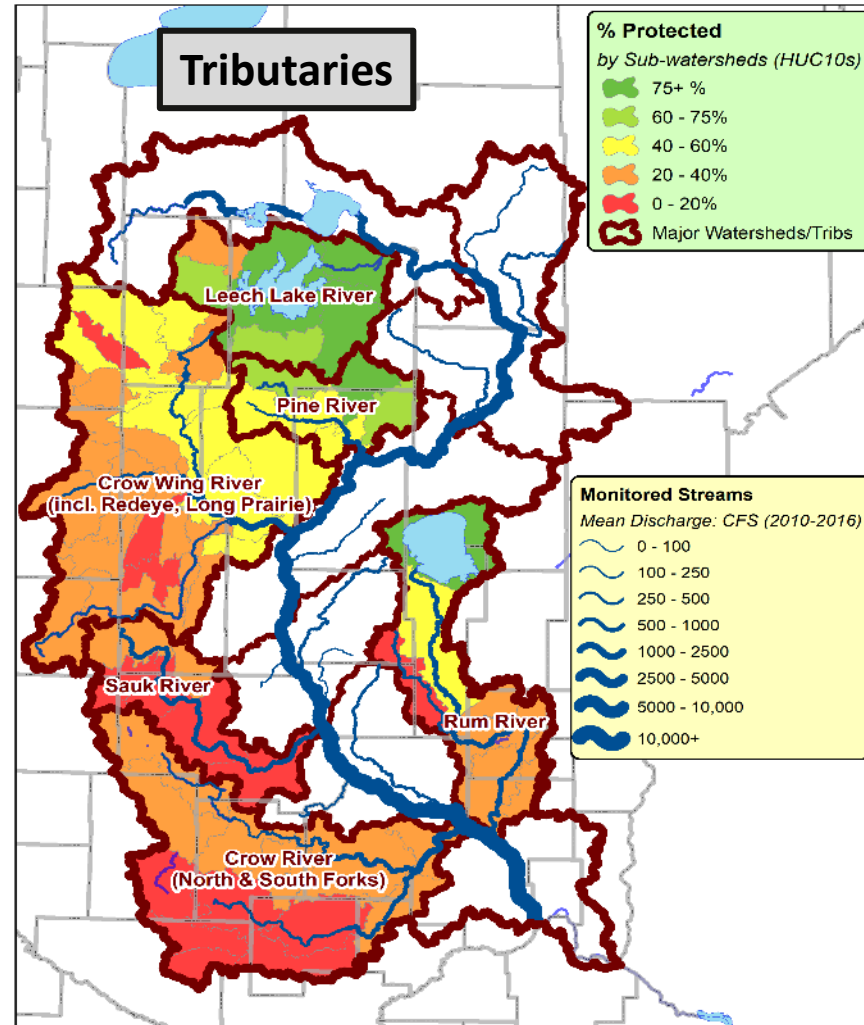 Tributaries
% Protected
by Sub-watersheds (HUC10s)
75+ %
60 - 75%
40 - 60%
20 - 40%
0 - 20%
Major Watersheds/Tribs
Leech Lake River
Pine River
Crow Wing River
(incl. Redeye, Long Prairie)
Monitored Streams
Mean Discharge: CFS (2010-2016)
0 - 100
100 - 250
250 - 500
500 - 1000
1000 - 2500
2500 - 5000
5000 - 10,000
10,000+
Sauk River
Rum River
Crow River
(North & South Forks)